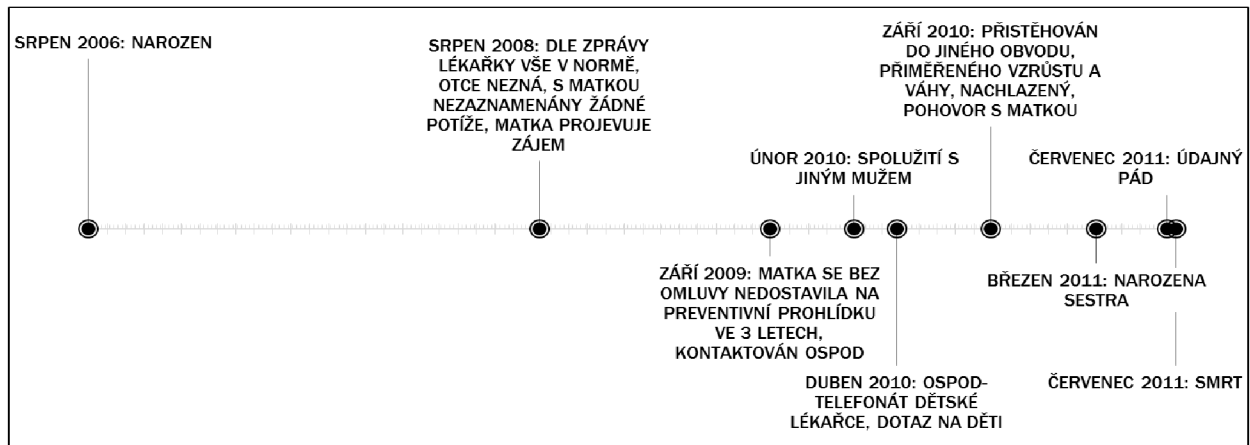 SRPEN 2006: NAROZEN
SRPEN 2008: DLE ZPRÁVY
LÉKAŘKY VŠE V NORMĚ,
OTCE NEZNÁ, S MATKOU
NEZAZNAMENÁNY ŽÁDNÉ
POTÍŽE, MATKA PROJEVUJE
ZÁJEM
ZÁŘÍ 2009: MATKA SE BEZ
OMLUVY NEDOSTAVILA NA
PREVENTIVNÍ PROHLÍDKU
VE 3 LETECH,
KONTAKTOVÁN OSPOD
ÚNOR 2010: SPOLUŽITÍ S
JINÝM MUŽEM
DUBEN 2010: OSPOD-
TELEFONÁT DĚTSKÉ
LÉKAŘCE, DOTAZ NA DĚTI
ZÁŘÍ 2010: PŘISTĚHOVÁN
DO JINÉHO OBVODU,
PŘIMĚŘENÉHO VZRŮSTU A
VÁHY, NACHLAZENÝ,
POHOVOR S MATKOU
BŘEZEN 2011: NAROZENA
SESTRA
ČERVENEC 2011: ÚDAJNÝ
PÁD
ČERVENEC 2011: SMRT